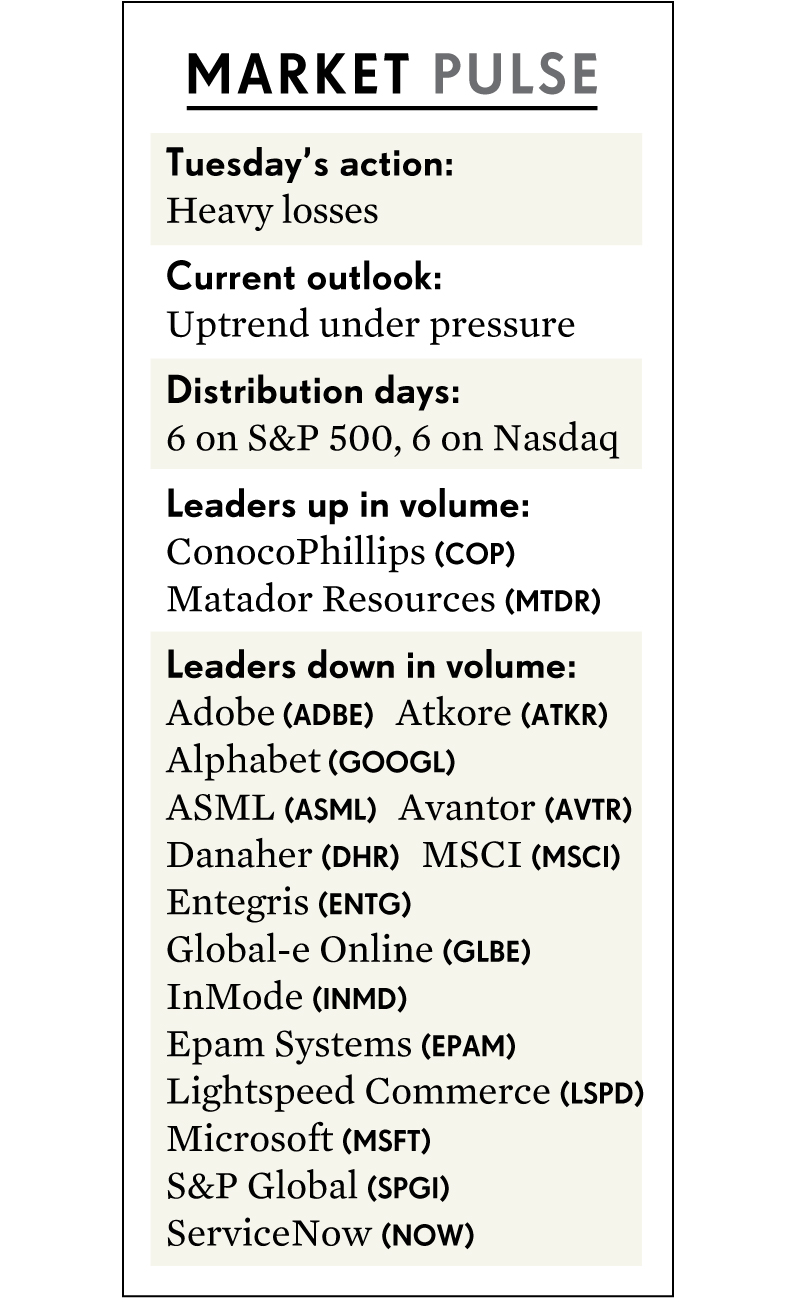 MARKET PULSE
Tuesday’s action:
Heavy losses
Current outlook:
Uptrend under pressure
Distribution days:
6 on S&P 500, 6 on Nasdaq
Leaders up in volume:
ConocoPhillips (COP)
Matador Resources (MTDR)
Leaders down in volume:
Adobe (ADBE) Atkore (ATKR)
Alphabet (GOOGL)
ASML (ASML) Avantor (AVTR)
Danaher (DHR) MSCI (MSCI)
Entegris (ENTG)
Global-e Online (GLBE)
InMode (INMD)
Epam Systems (EPAM)
Lightspeed Commerce (LSPD)
Microsoft (MSFT)
S&P Global (SPGI)
ServiceNow (NOW)